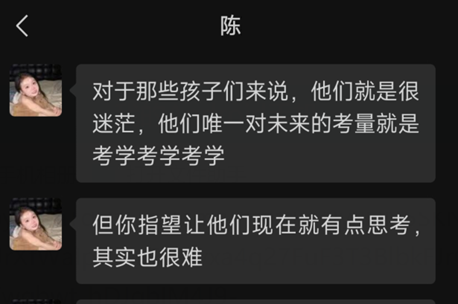 陈
对于那些孩子们来说，他们就是很
迷茫，他们唯一对未来的考量就是
考学考学考学
但你指望让他们现在就有点思考，
其实也很难